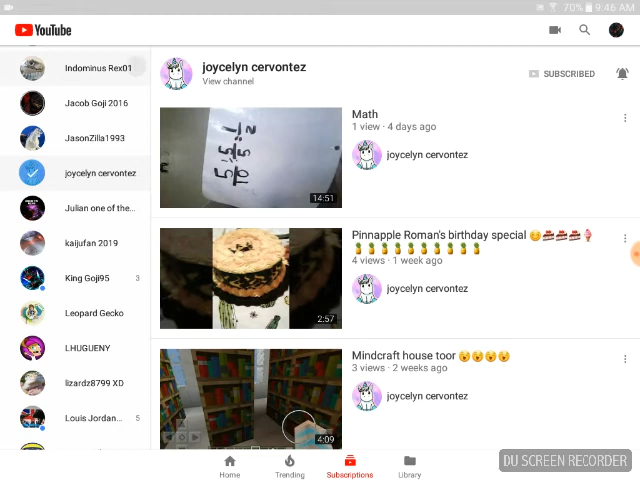 70% 9:46 AM
YouTube
Indominus Rex01
Jacob Goji 2016
JasonZilla1993
joycelyn cervontez
Julian one of the...
kaijufan 2019
King Goji95 3
Leopard Gecko
LHUGUENY
lizardz8799 XD
Louis Jordan... 5
joycelyn cervontez
View channel
SUBSCRIBED
14:51
Math
1 view · 4 days ago
joycelyn cervontez
2:57
Pinnapple Roman's birthday special 😊🍰🍰🍰🍦
🍍🍍🍍🍍🍍🍍🍍🍍🍍🍍
4 views · 1 week ago
joycelyn cervontez
4:09
Mindcraft house toor 😵😵😵😵
3 views · 2 weeks ago
joycelyn cervontez
Home
Trending
Subscriptions
Library
DU SCREEN RECORDER